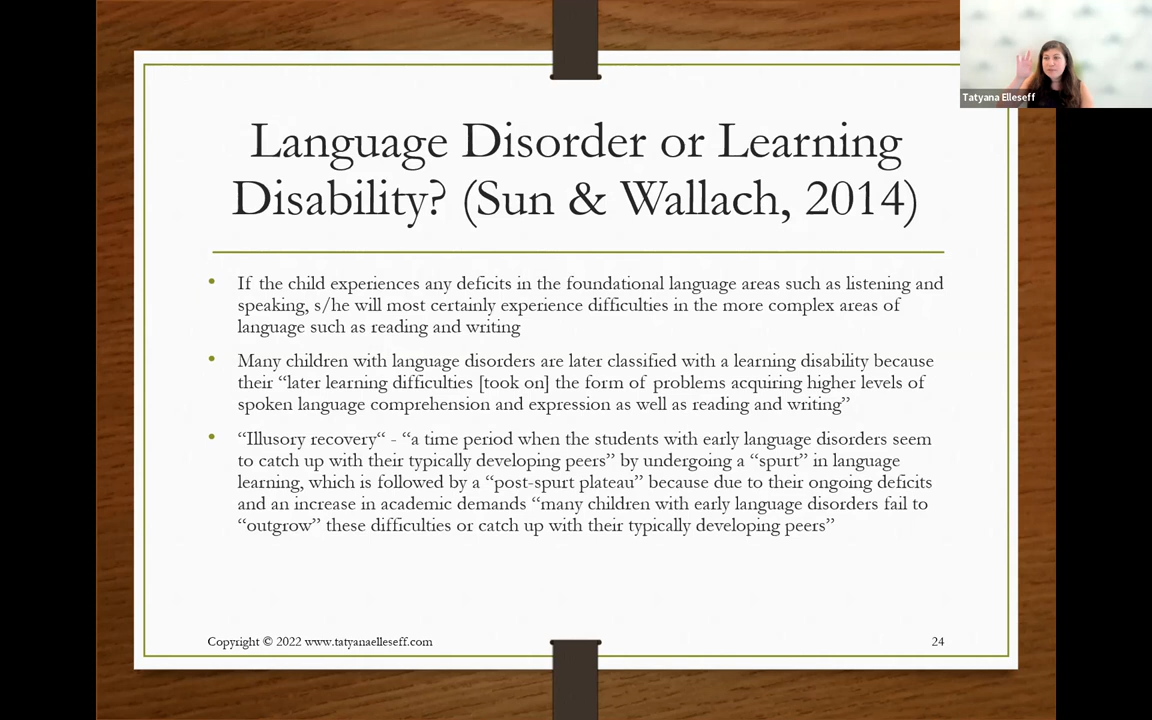 Tatyana Elleseff
Language Disorder or Learning
Disability? (Sun & Wallach, 2014)
• If the child experiences any deficits in the foundational language areas such as listening and
speaking, s/he will most certainly experience difficulties in the more complex areas of
language such as reading and writing
• Many children with language disorders are later classified with a learning disability because
their “later learning difficulties [took on] the form of problems acquiring higher levels of
spoken language comprehension and expression as well as reading and writing”
• “Illusory recovery“ - “a time period when the students with early language disorders seem
to catch up with their typically developing peers” by undergoing a “spurt” in language
learning, which is followed by a “post-spurt plateau” because due to their ongoing deficits
and an increase in academic demands “many children with early language disorders fail to
“outgrow” these difficulties or catch up with their typically developing peers”
Copyright © 2022 www.tatyanaelleseff.com
24